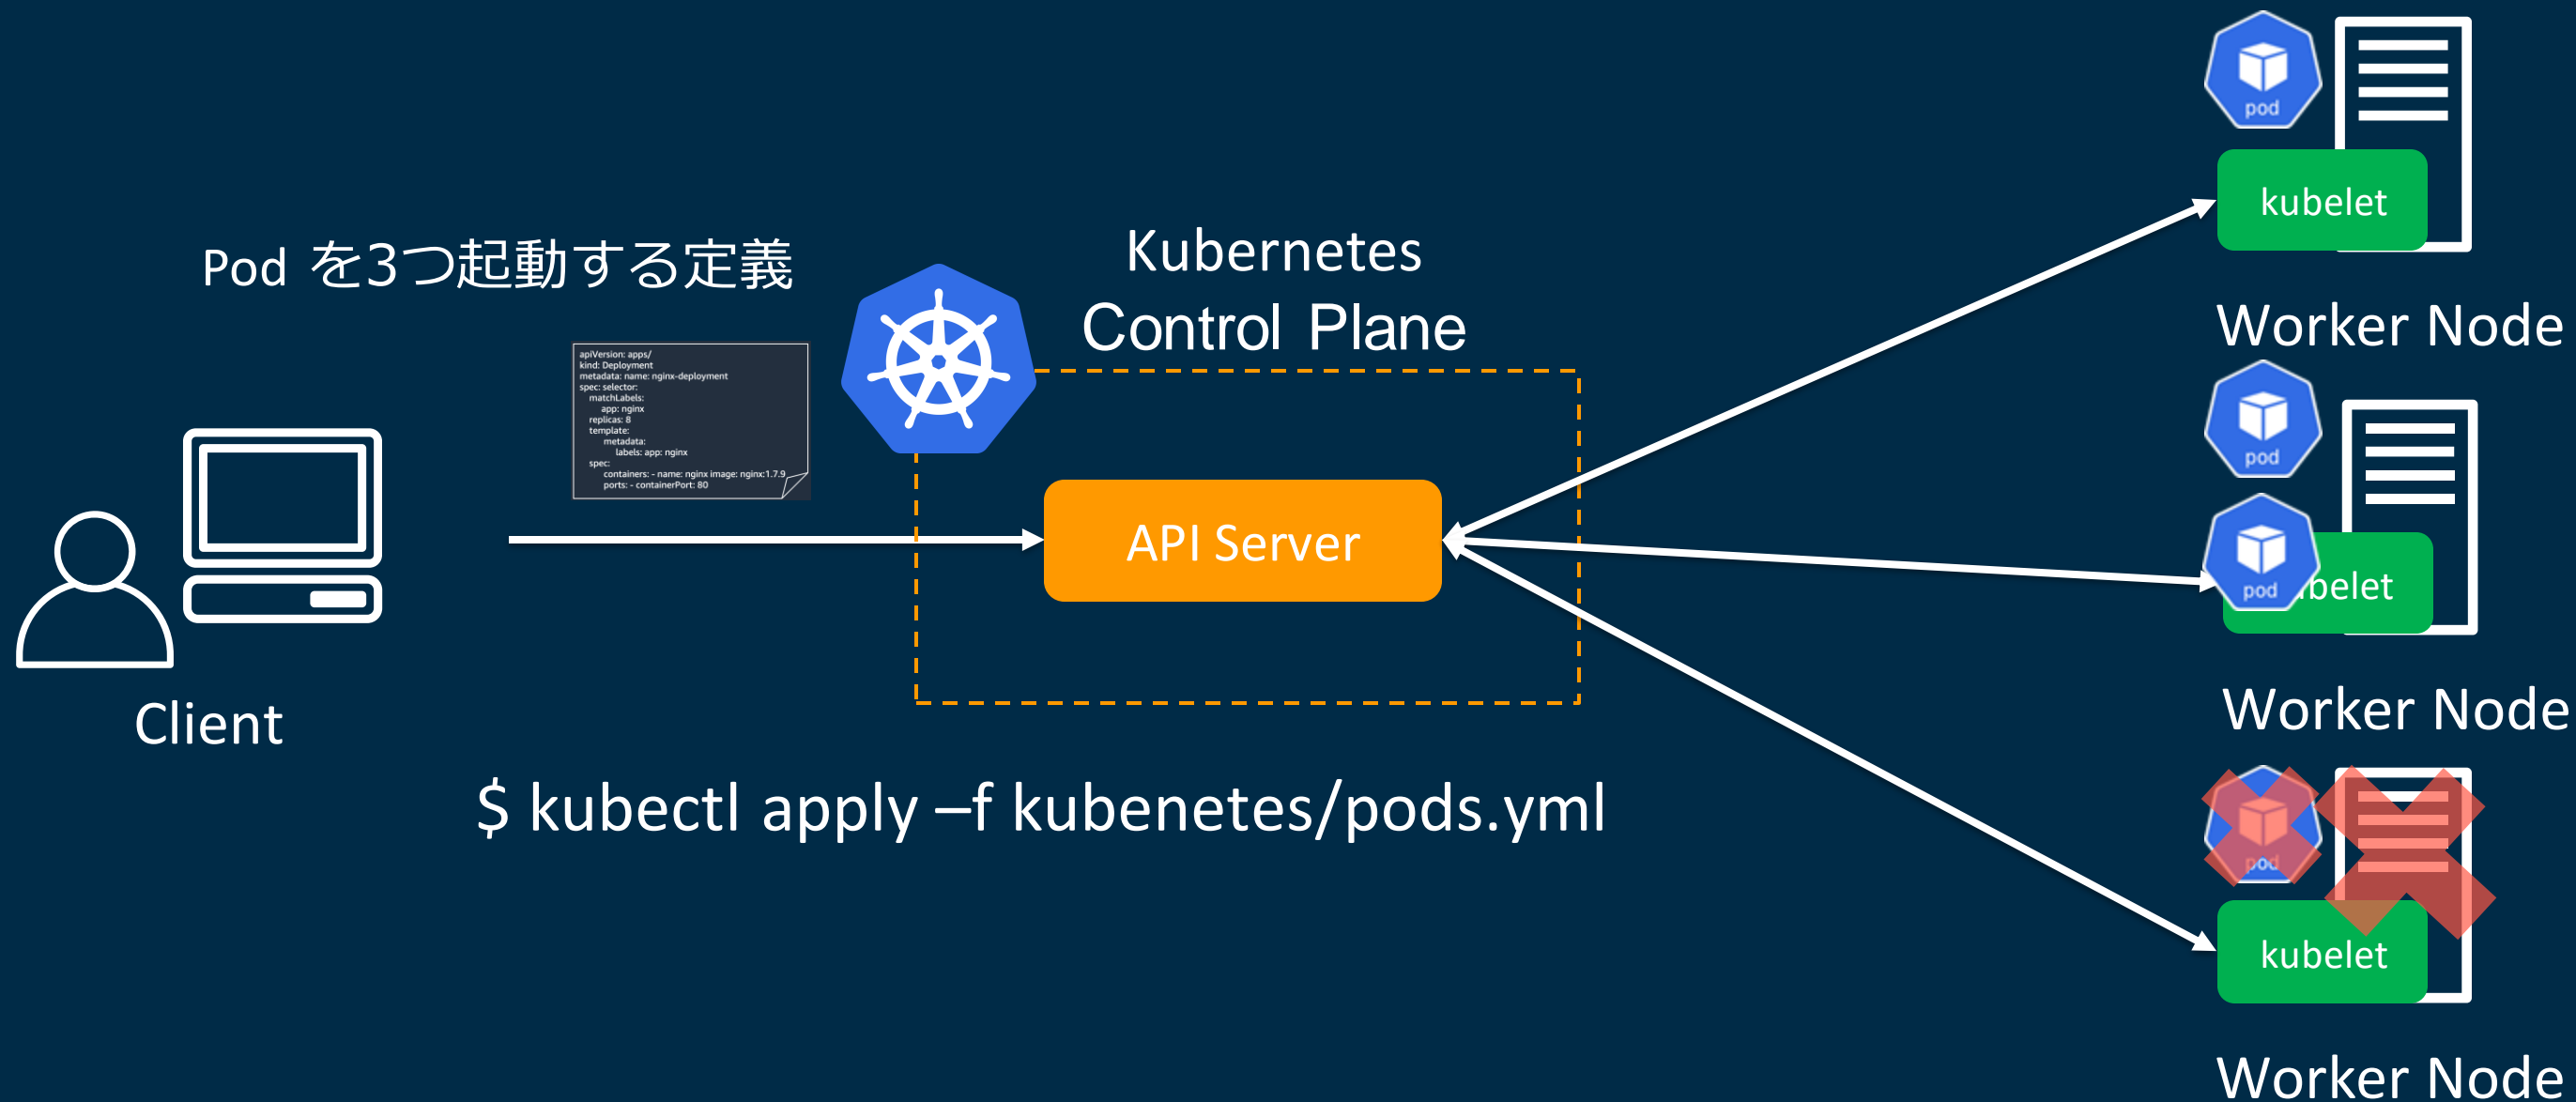 Pod を3つ起動する定義
apiVersion: apps/
kind: Deployment
metadata: name: nginx-deployment
spec: selector:
matchLabels:
app: nginx
replicas: 8
template:
metadata:
labels: app: nginx
spec:
containers: - name: nginx image: nginx:1.7.9
ports: - containerPort: 80
Client
Kubernetes
Control Plane
API Server
$ kubectl apply –f kubenetes/pods.yml
pod
kubelet
Worker Node
pod
pod
belet
Worker Node
pod
kubelet
Worker Node